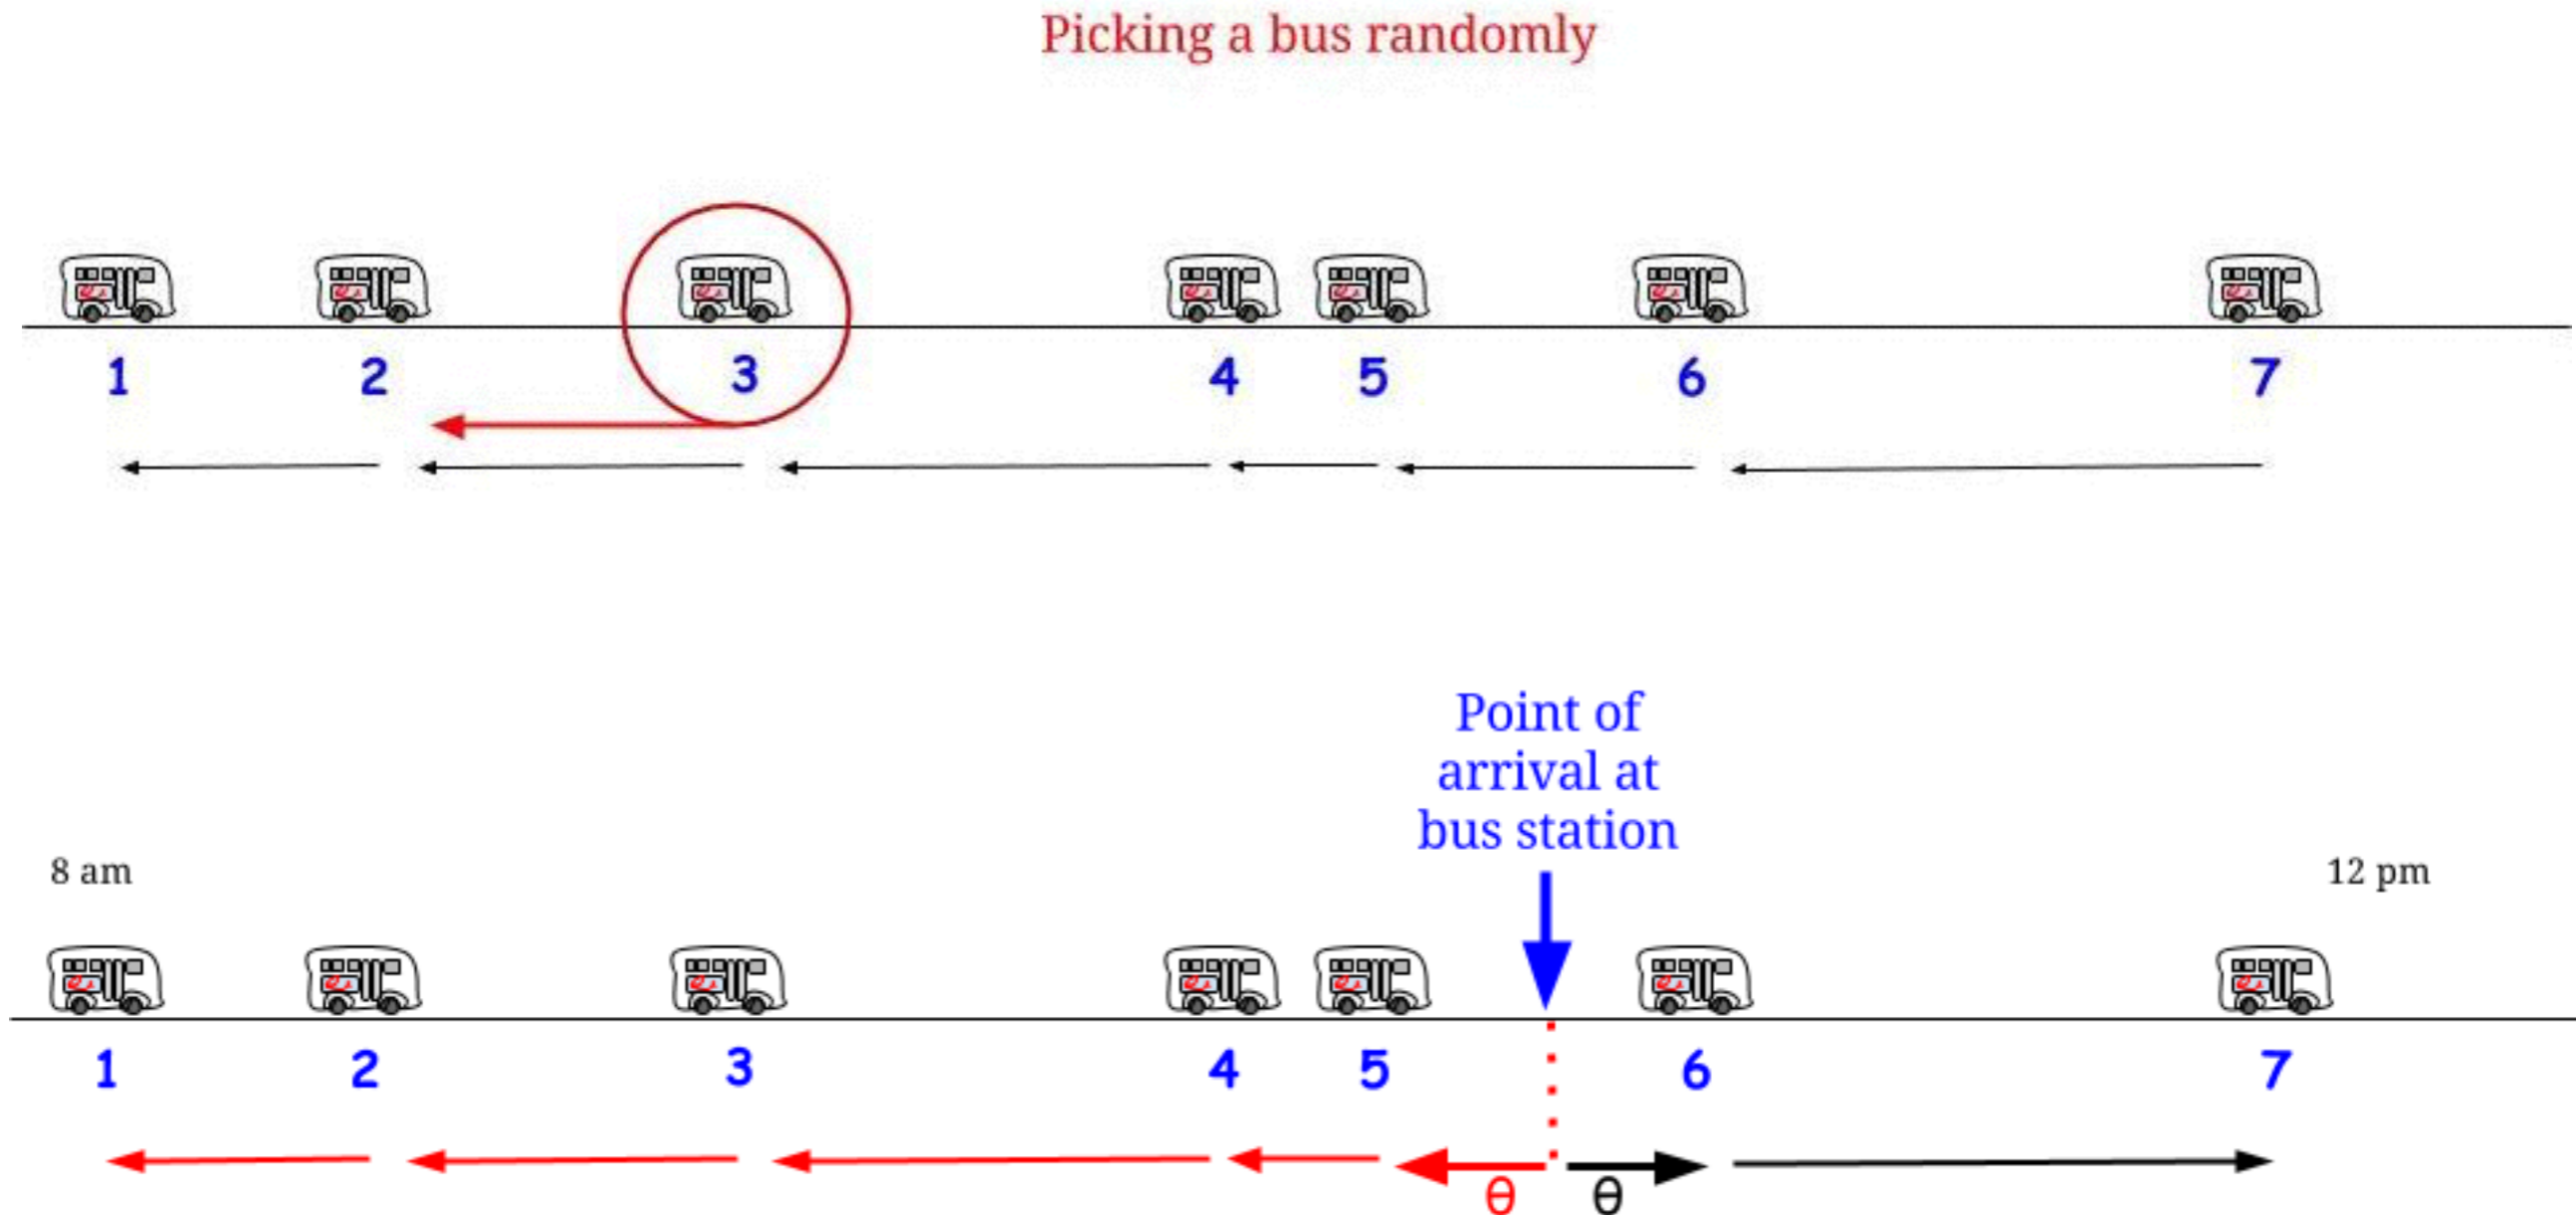 Picking a bus randomly
1 2 3 4 5 6 7
Point of
arrival at
bus station
8 am 12 pm
1 2 3 4 5 6 7
θ θ